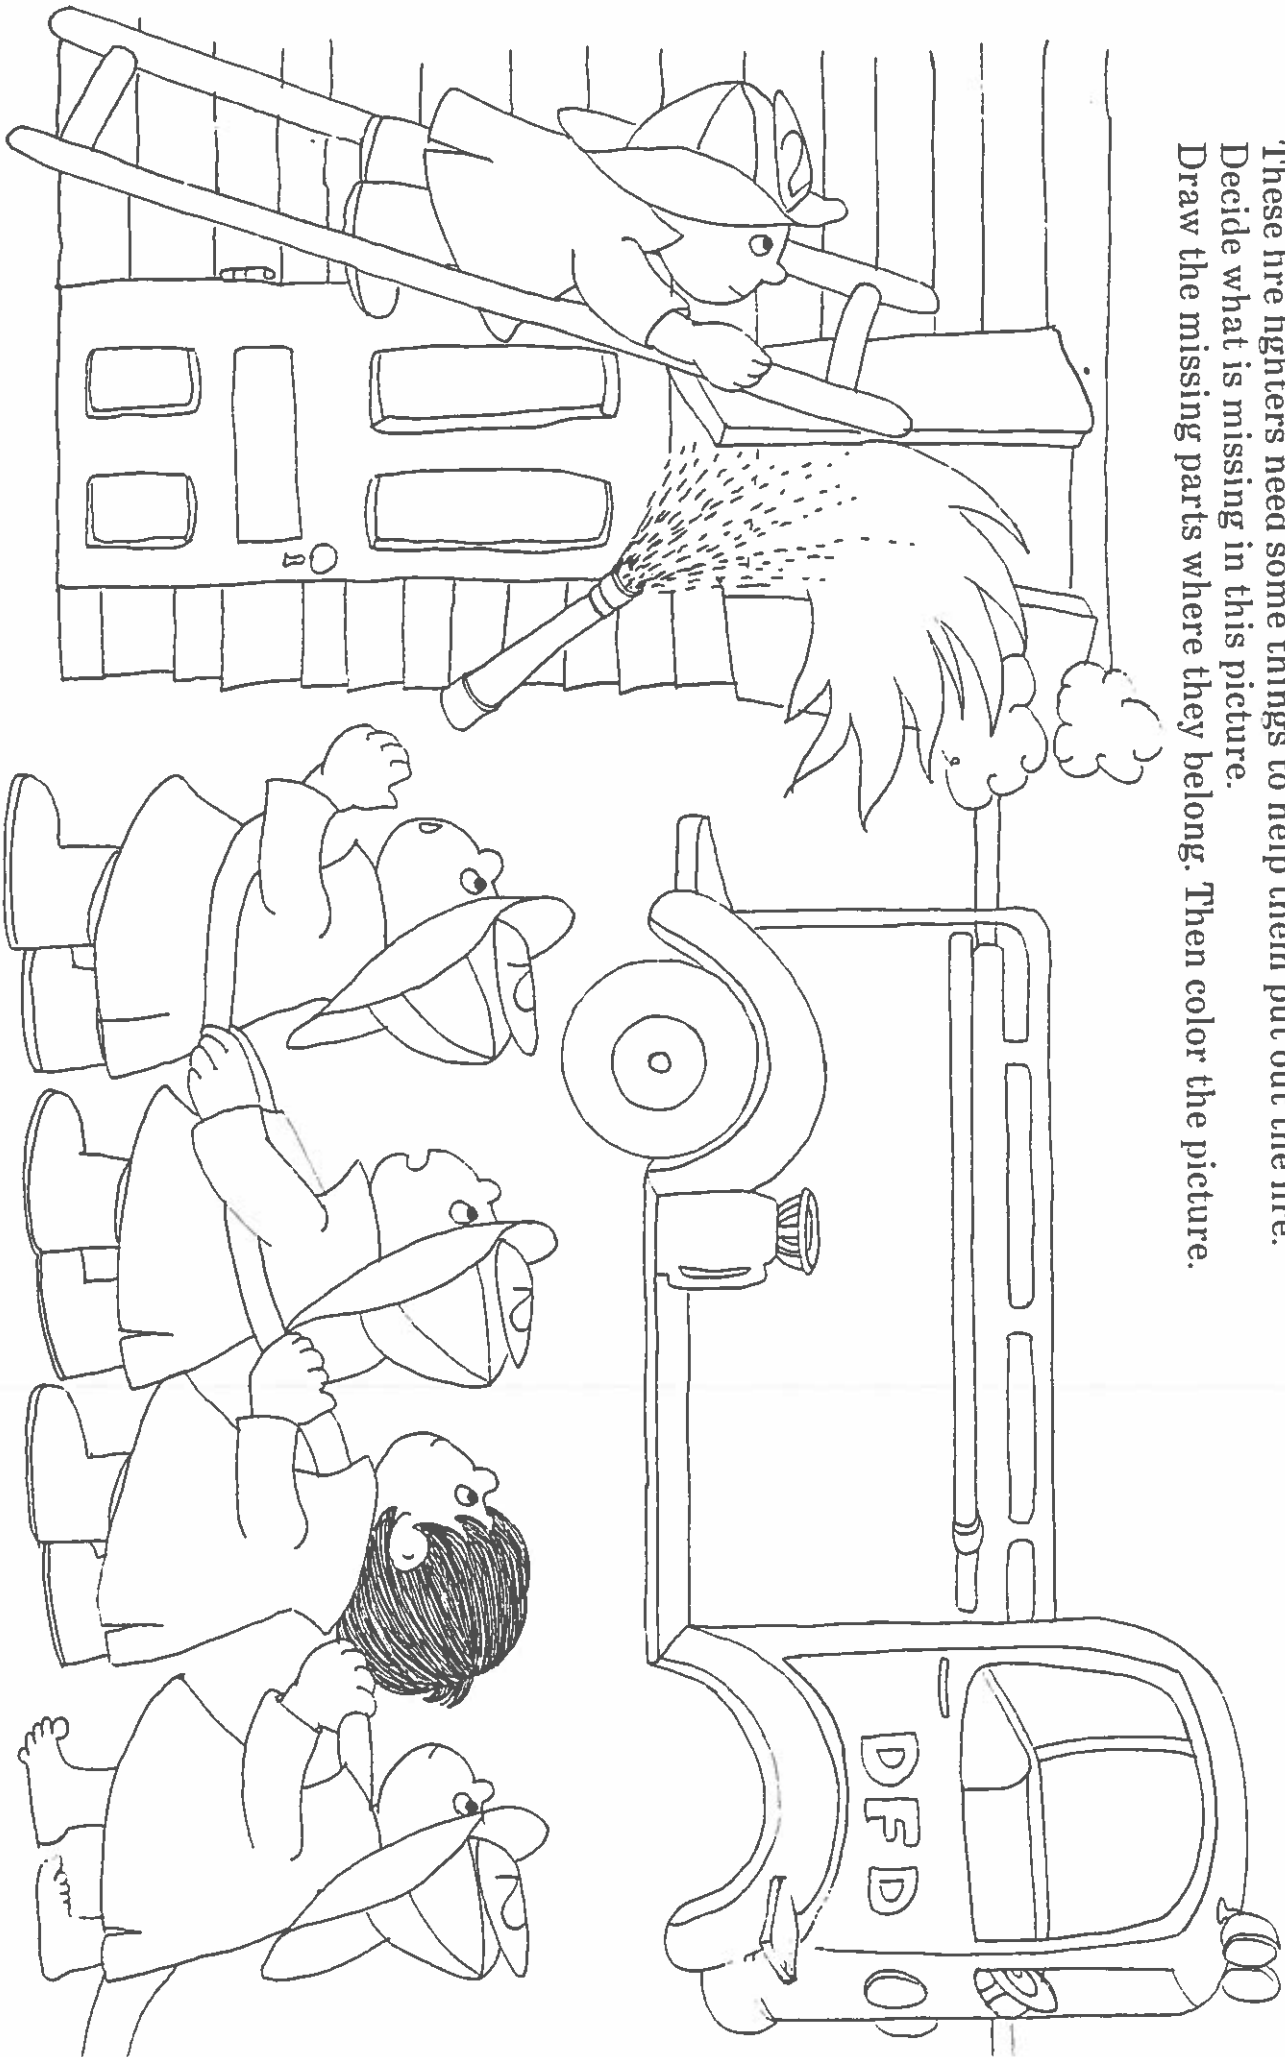 These fire fighters need some things to help them put out the fire.
Decide what is missing in this picture.
Draw the missing parts where they belong. Then color the picture.
DFD